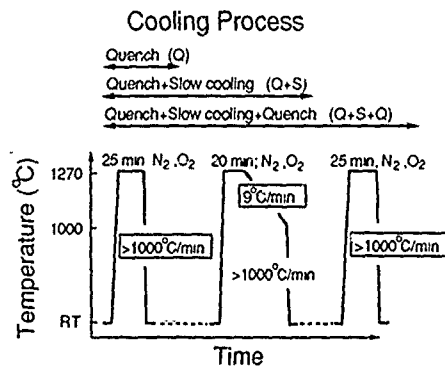 Cooling Process
Quench (Q)
Quench+Slow cooling (Q+S)
Quench+Slow cooling+Quench (Q+S+Q)
25 min N2,O2 20 min; N2,O2 25 min, N2,O2
1270
9°C/min
1000
>1000°C/min >1000°C/min
>1000°C/min
RT
Temperature (°C)
Time